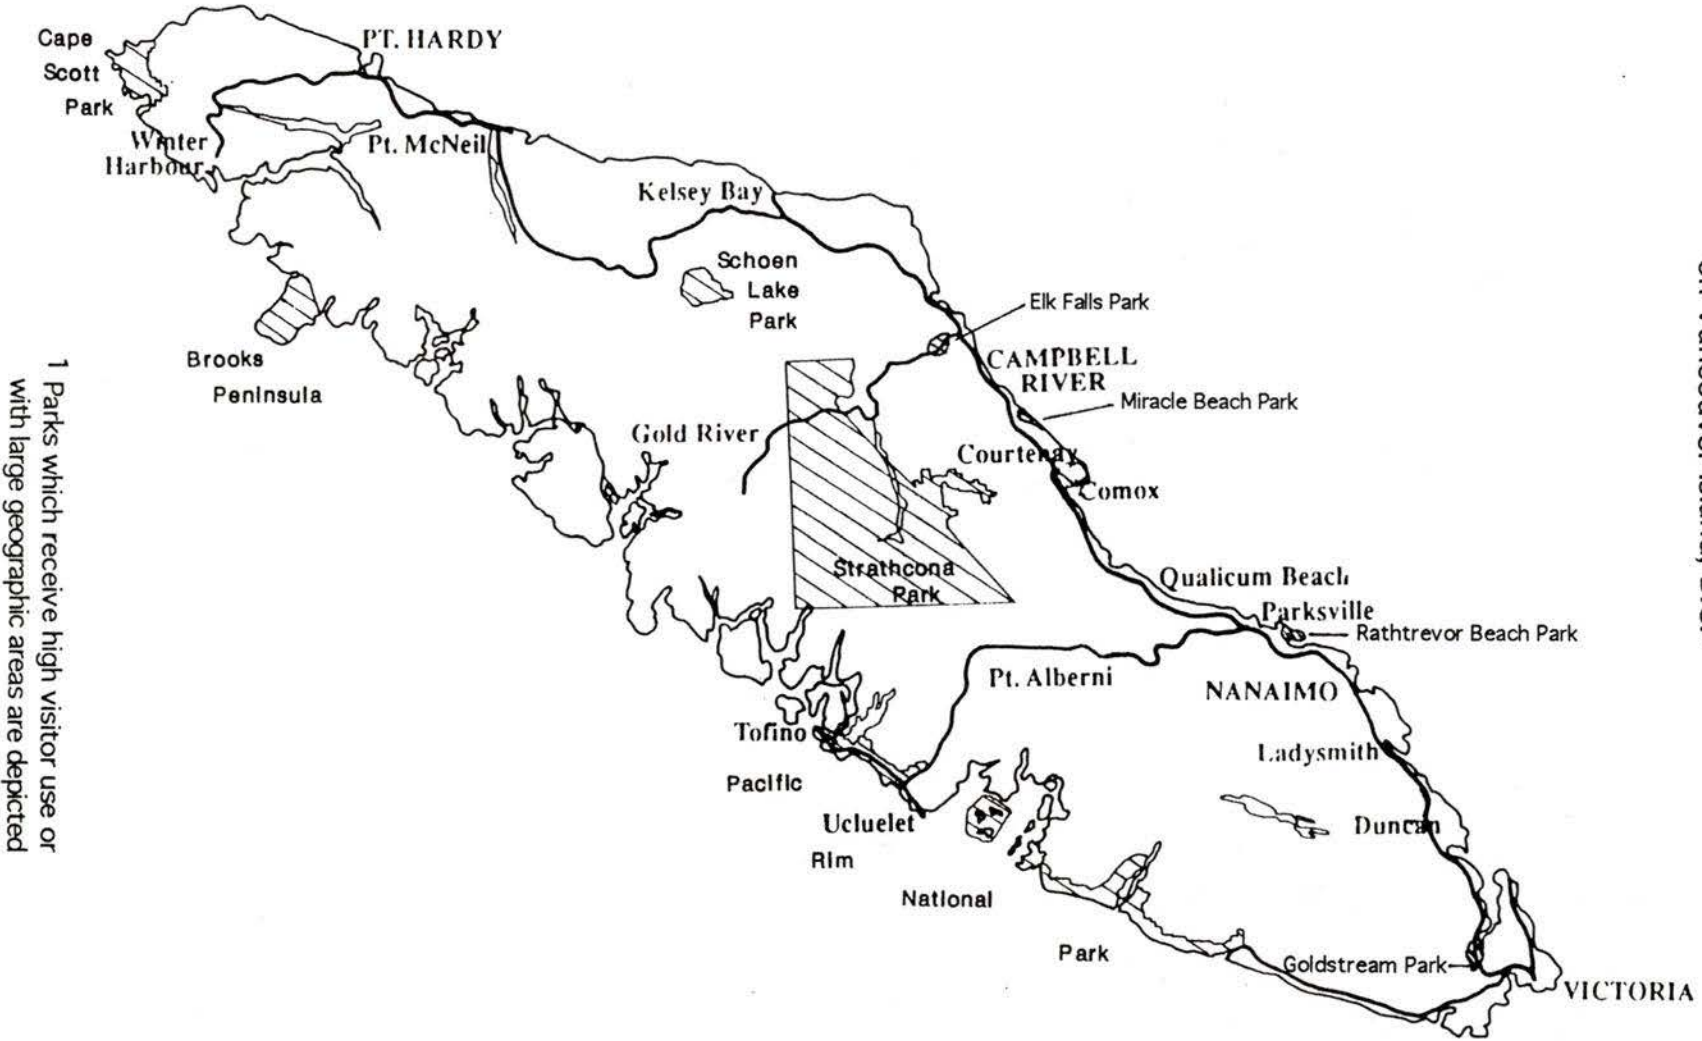 Cape
Scott
Park
PT. HARDY
Winter
Harbour
Pt. McNeil
Kelsey Bay
Schoen
Lake
Park
Elk Falls Park
Brooks
Peninsula
CAMPBELL
RIVER
Miracle Beach Park
Gold River
Courtenay
Comox
Strathcona
Park
Qualicum Beach
Parksville
Rathtrevor Beach Park
Pt. Alberni
NANAIMO
Tofino
Ladysmith
Pacific
Ucluelet
Rim
National
Park
Duncan
Goldstream Park
VICTORIA
1 Parks which receive high visitor use or
with large geographic areas are depicted